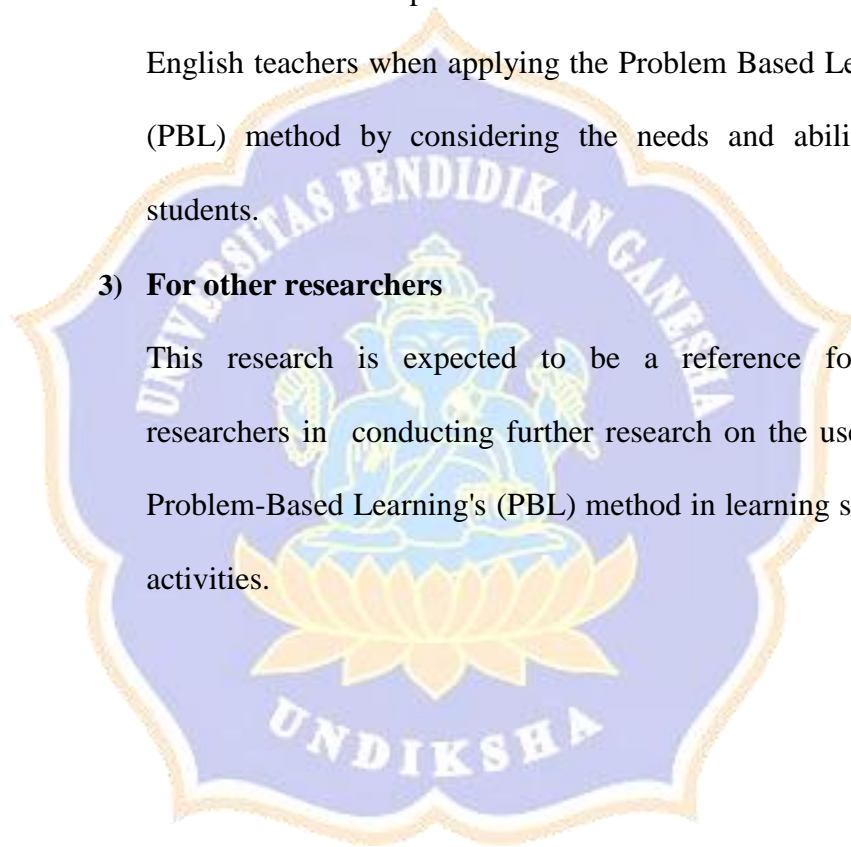 English teachers when applying the Problem Based Le
(PBL) method by considering the needs and abili
students.
UNIVERSITAS PENDIDIKAN GANESHA
3) For other researchers
This research is expected to be a reference fo
researchers in conducting further research on the use
Problem-Based Learning's (PBL) method in learning s
activities.
UNDIKSHA